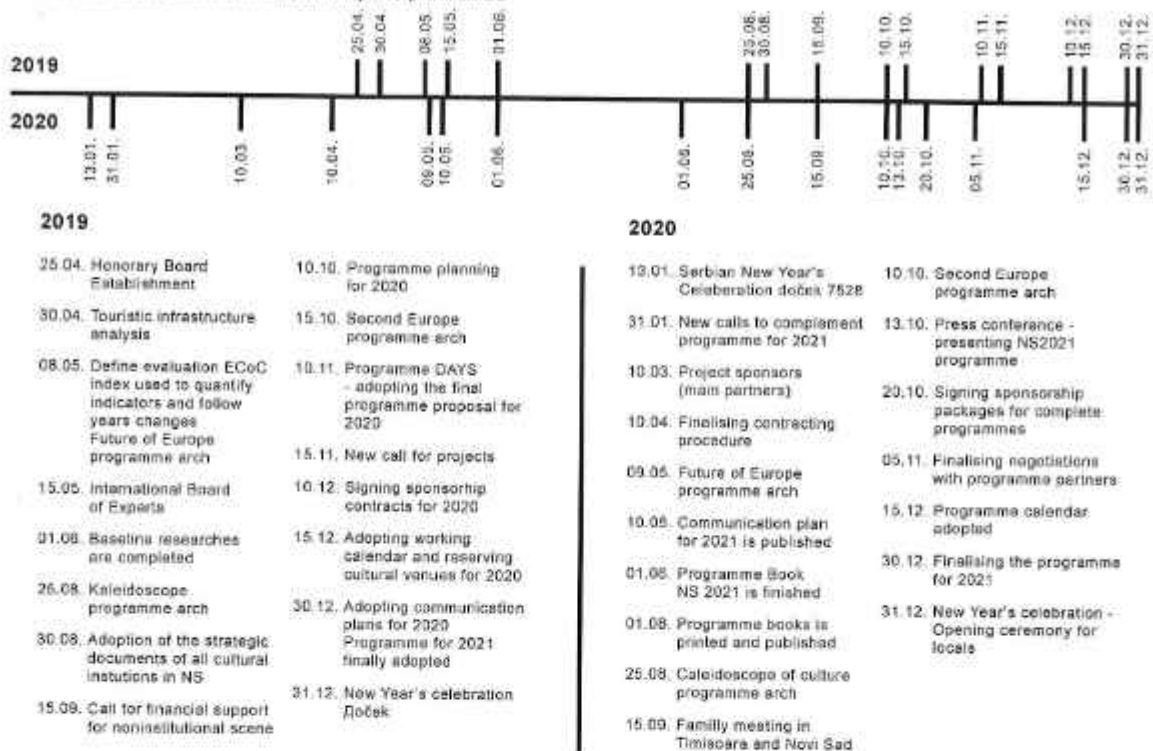 25.04.
30.04.
08.05.
15.05.
01.06.
25.08.
30.08.
15.09.
10.10.
15.10.
10.11.
15.11.
10.12.
15.12.
30.12.
31.12.
2019
2020
13.01.
31.01.
10.03.
10.04.
09.05.
10.05.
01.06.
01.08.
25.08.
15.09.
10.10.
13.10.
20.10.
05.11.
15.12.
30.12.
31.12.
2019
25.04. Honorary Board
Establishment
30.04. Touristic infrastructure
analysis
08.05. Define evaluation ECoC
index used to quantify
indicators and follow
years changes
Future of Europe
programme arch
15.05. International Board
of Experts
01.06. Baseline researches
are completed
25.08. Kaleidoscope
programme arch
30.08. Adoption of the strategic
documents of all cultural
instutions in NS
15.09. Call for financial support
for noninstitutional scene
10.10. Programme planning
for 2020
15.10. Second Europe
programme arch
10.11. Programme DAYS
- adopting the final
programme proposal for
2020
15.11. New call for projects
10.12. Signing sponsorhip
contracts for 2020
15.12. Adopting working
calendar and reserving
cultural venues for 2020
30.12. Adopting communication
plans for 2020
Programme for 2021
finally adopted
31.12. New Year's celebration
Doček
2020
13.01. Serbian New Year's
Celeberation doček 7528
31.01. New calls to complement
programme for 2021
10.03. Project sponsors
(main partners)
10.04. Finalising contracting
procedure
09.05. Future of Europe
programme arch
10.05. Communication plan
for 2021 is published
01.06. Programme Book
NS 2021 is finished
01.08. Programme books is
printed and published
25.08. Caleidoscope of culture
programme arch
15.09. Familly meeting in
Timisoara and Novi Sad
10.10. Second Europe
programme arch
13.10. Press conference -
presenting NS2021
programme
20.10. Signing sponsorship
packages for complete
programmes
05.11. Finalising negotiations
with programme partners
15.12. Programme calendar
adopted
30.12. Finalising the programme
for 2021
31.12. New Year's celebration -
Opening ceremony for
locals